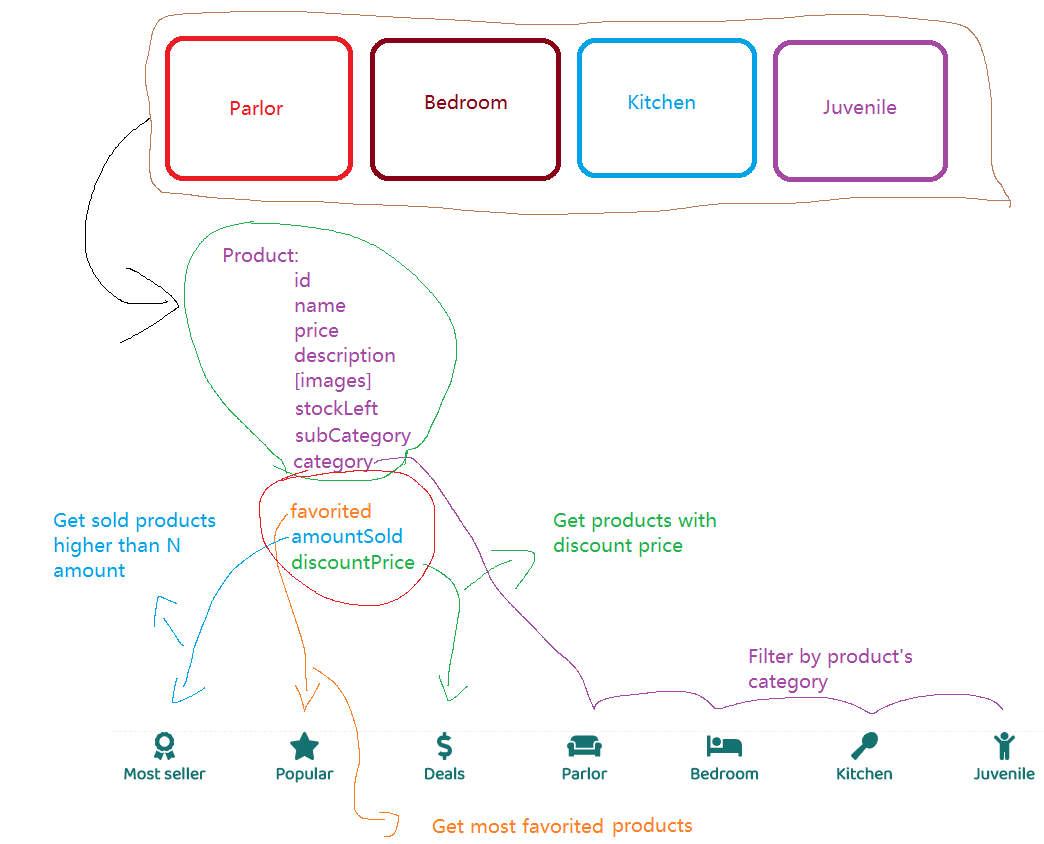 Parlor
Bedroom
Kitchen
Juvenile
Product:
id
name
price
description
[images]
stockLeft
subCategory
category
favorited
amountSold
discountPrice
Get sold products
higher than N
amount
Get products with
discount price
Filter by product's
category
Most seller
Popular
Deals
Parlor
Bedroom
Kitchen
Juvenile
Get most favorited products